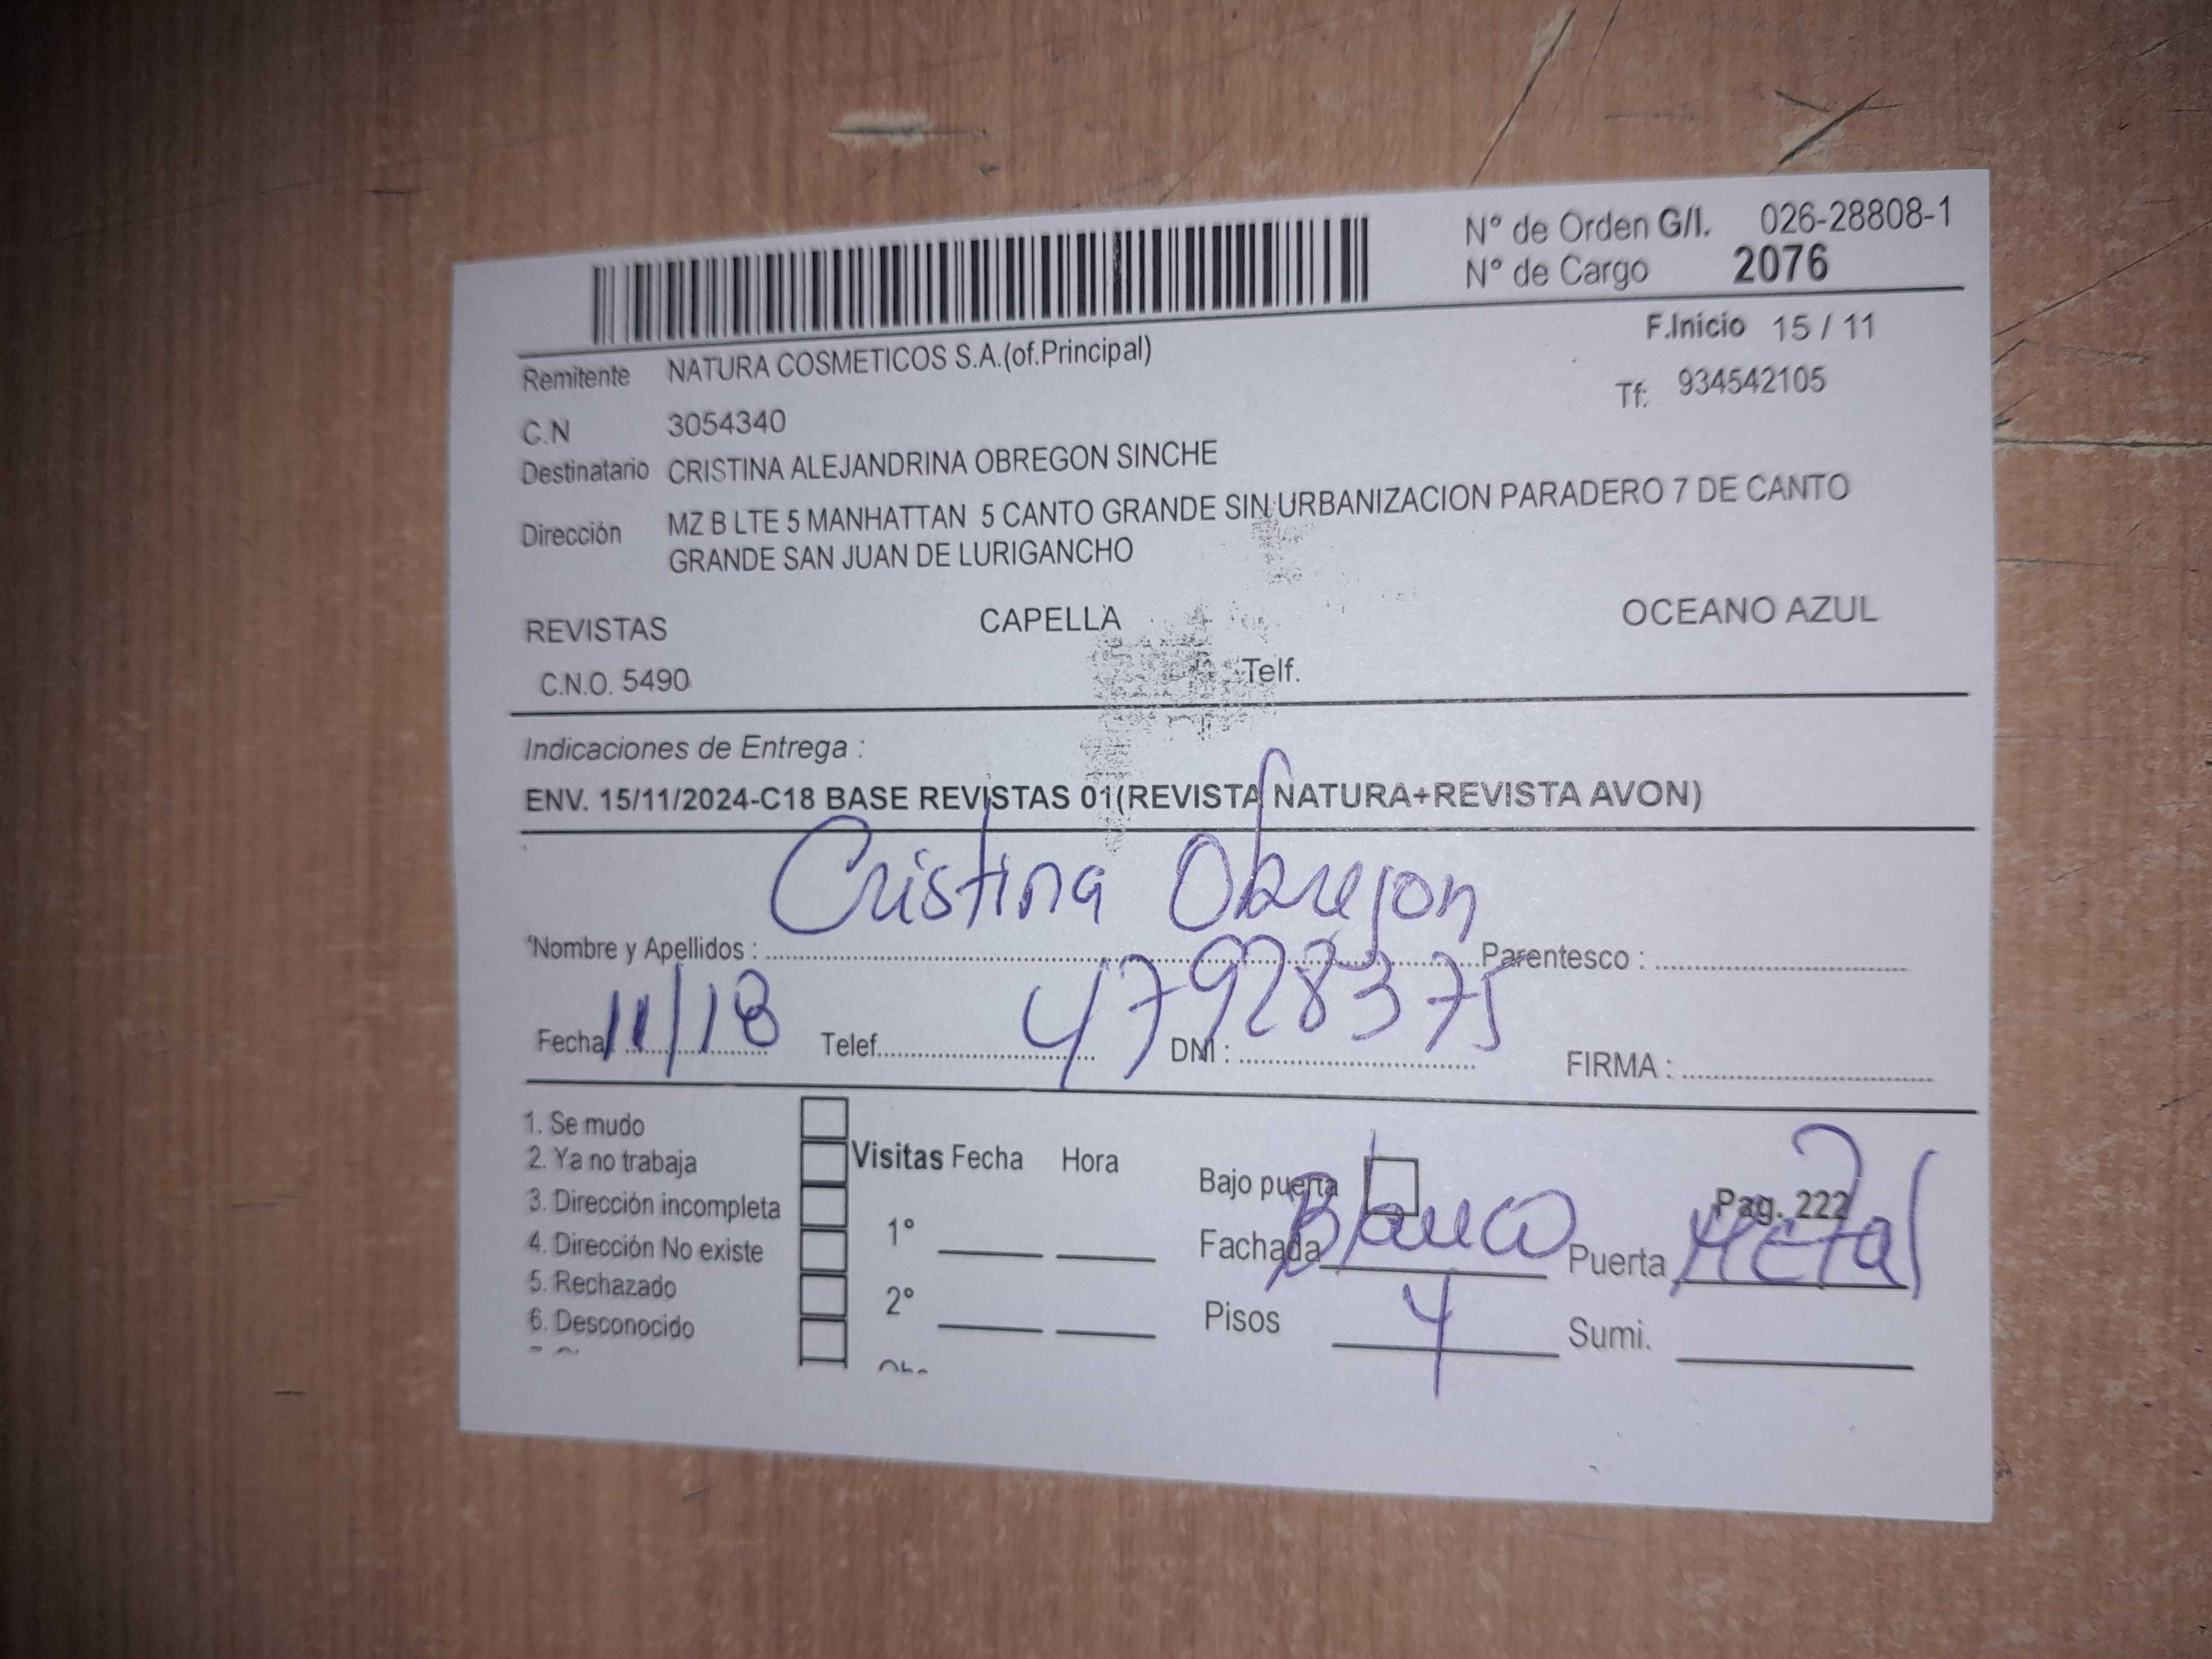 N° de Orden G/I. 026-28808-1
N° de Cargo 2076
F.Inicio 15 / 11
Remitente NATURA COSMETICOS S.A.(of.Principal)
Tf: 934542105
C.N 3054340
Destinatario CRISTINA ALEJANDRINA OBREGON SINCHE
Dirección MZ B LTE 5 MANHATTAN 5 CANTO GRANDE SIN URBANIZACION PARADERO 7 DE CANTO
GRANDE SAN JUAN DE LURIGANCHO
REVISTAS CAPELLA OCEANO AZUL
C.N.O. 5490 Telf.
Indicaciones de Entrega :
ENV. 15/11/2024-C18 BASE REVISTAS 01(REVISTA NATURA+REVISTA AVON)
Cristina Obregon
*Nombre y Apellidos : Parentesco :
Fecha 11/18 Telef. 47928375 DNI : FIRMA :
1. Se mudo
2. Ya no trabaja
3. Dirección incompleta
4. Dirección No existe
5. Rechazado
6. Desconocido
Visitas Fecha Hora
1°
2°
Bajo puerta Pag. 222
Fachada Blanco Puerta Metal
Pisos 4 Sumi.